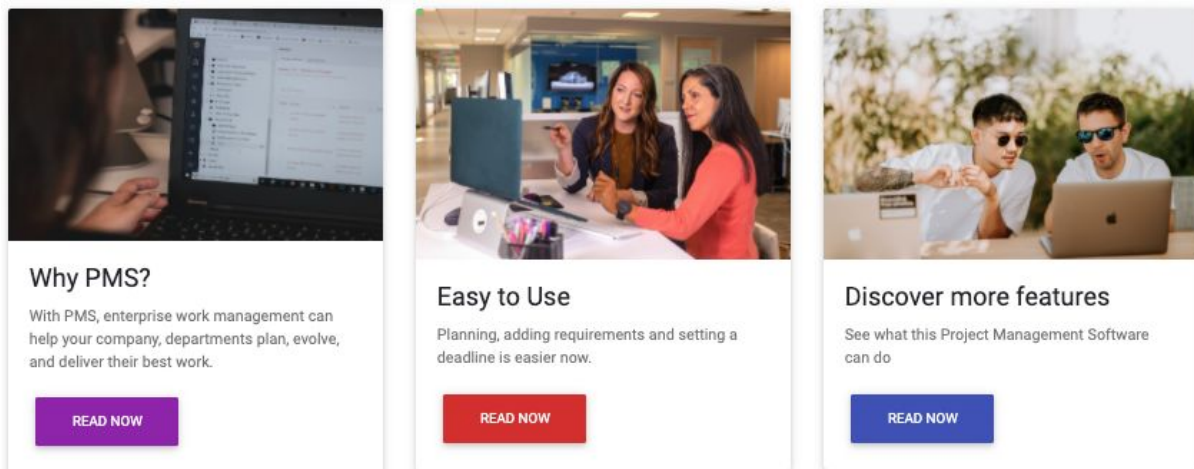 Why PMS?
With PMS, enterprise work management can
help your company, departments plan, evolve,
and deliver their best work.
READ NOW
Easy to Use
Planning, adding requirements and setting a
deadline is easier now.
READ NOW
Discover more features
See what this Project Management Software
can do
READ NOW